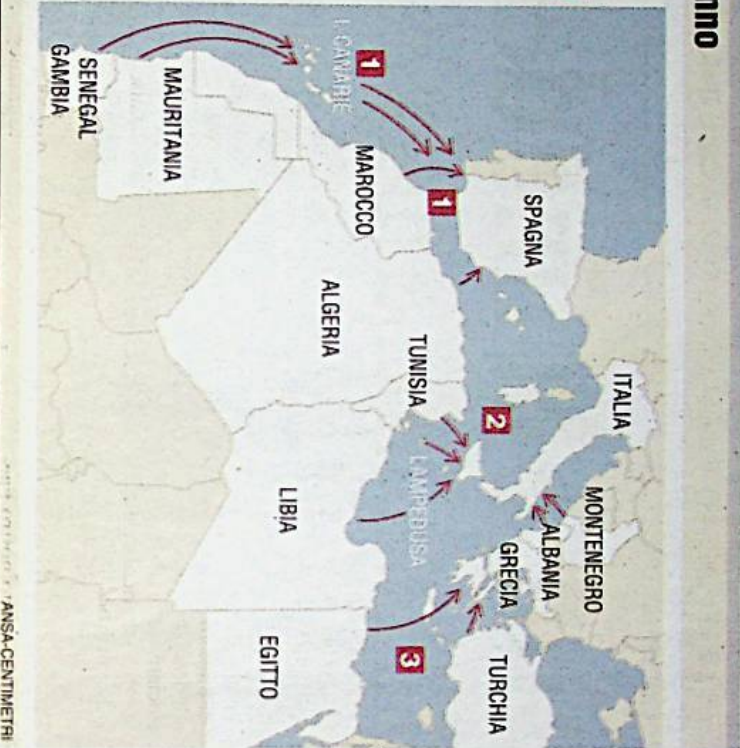 nno
SPAGNA
ITALIA
MONTENEGRO
ALBANIA
GRECIA
TURCHIA
1
1
2
3
I. CANARIE
MAROCCO
ALGERIA
TUNISIA
LAMPEDUSA
LIBIA
EGITTO
MAURITANIA
SENEGAL
GAMBIA
ANSA-CENTIMETRI